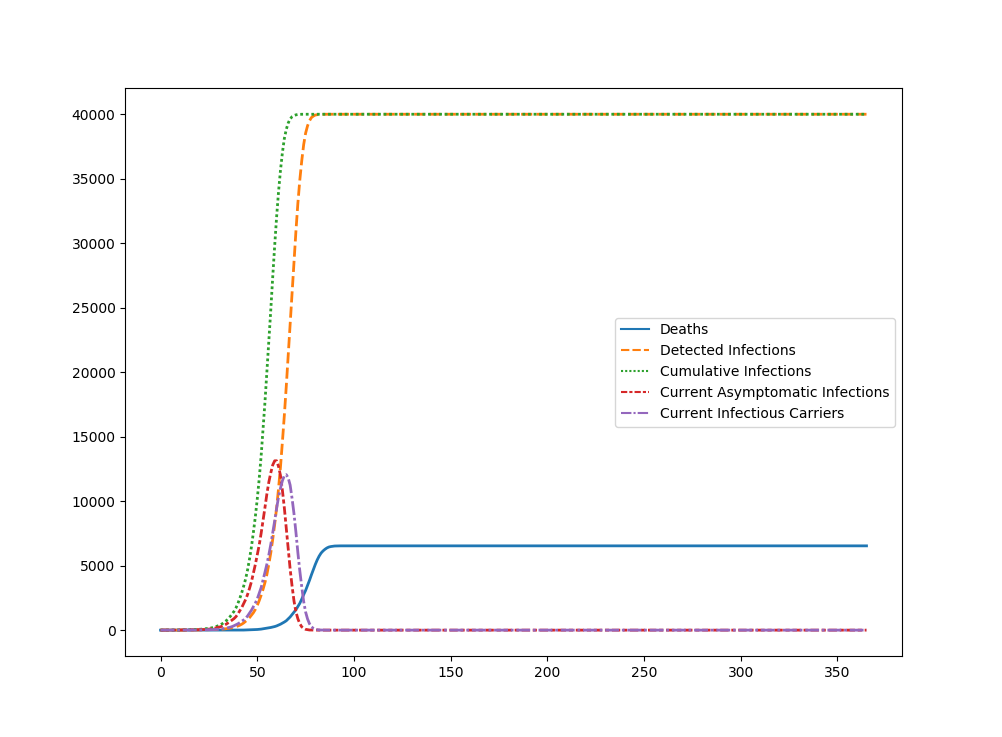 40000
35000
30000
25000
20000
15000
10000
5000
0
Deaths
Detected Infections
Cumulative Infections
Current Asymptomatic Infections
Current Infectious Carriers
0 50 100 150 200 250 300 350